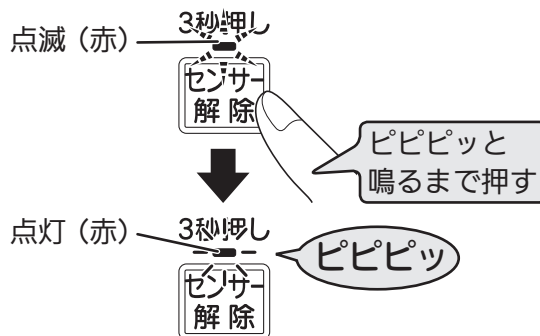 3秒押し
点滅（赤）
センサー
解除
ピピピッと
鳴るまで押す
3秒押し
点灯（赤）
ピピピッ
センサー
解除